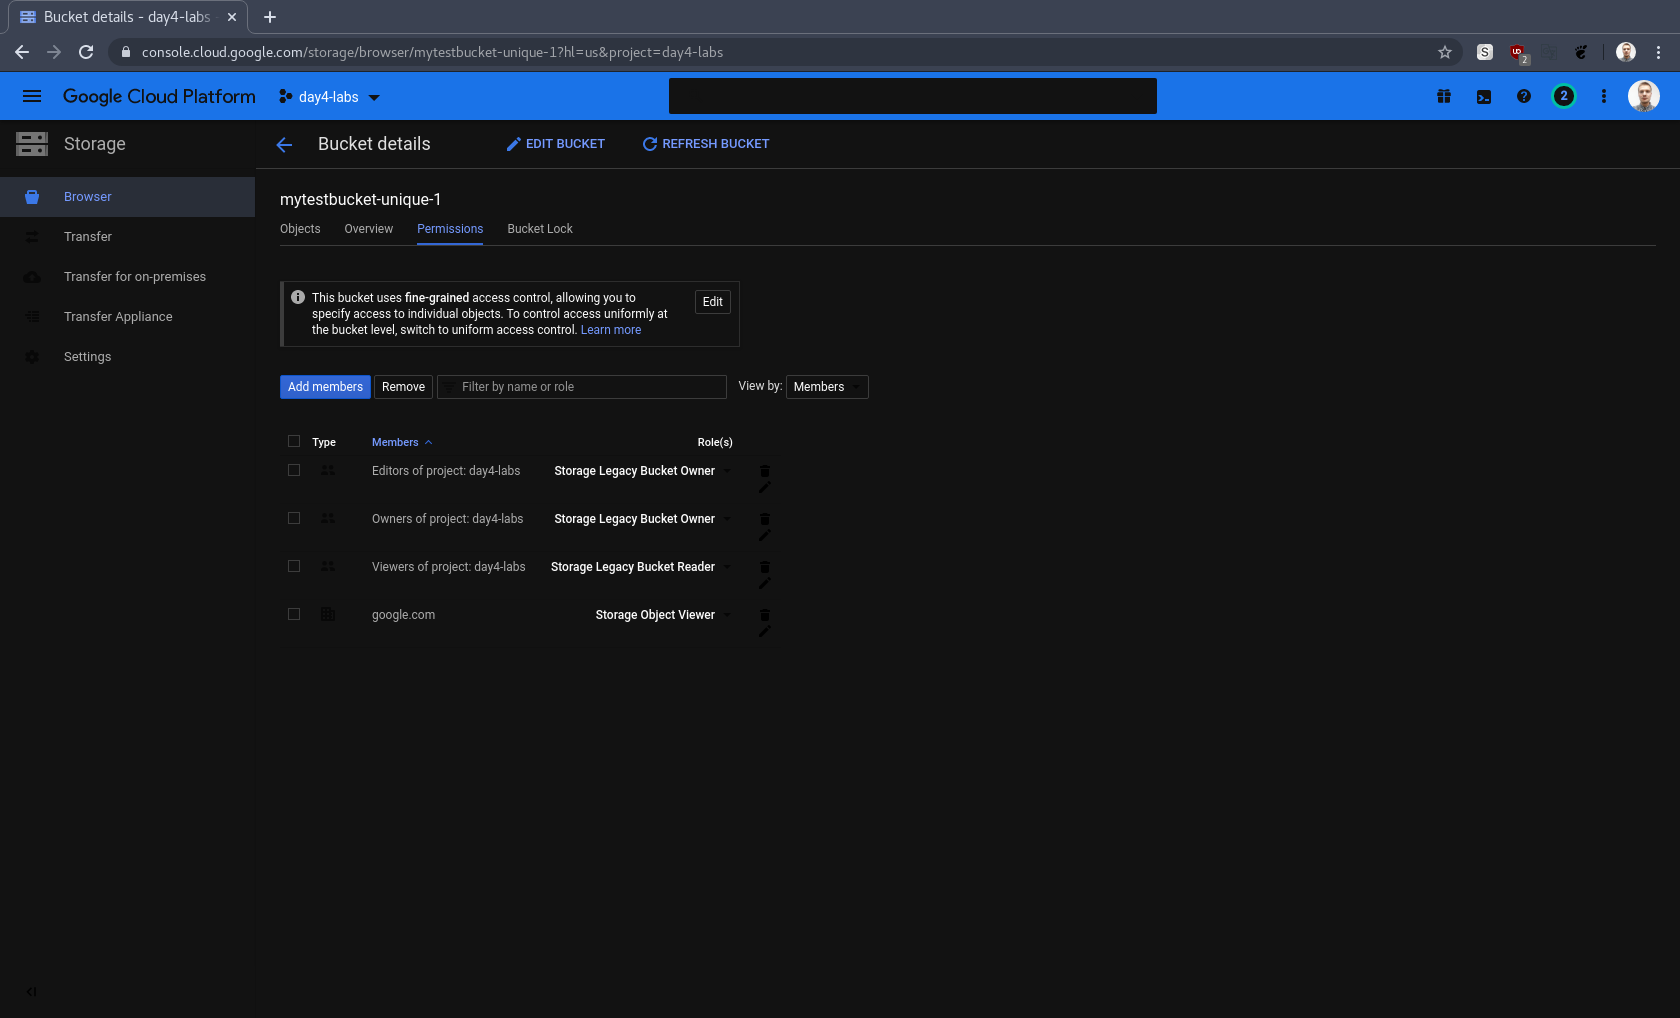 Bucket details - day4-labs -
console.cloud.google.com/storage/browser/mytestbucket-unique-1?hl=us&project=day4-labs
S
2
Google Cloud Platform
day4-labs
2
Storage
Bucket details
EDIT BUCKET
REFRESH BUCKET
Browser
Transfer
Transfer for on-premises
Transfer Appliance
Settings
mytestbucket-unique-1
Objects
Overview
Permissions
Bucket Lock
This bucket uses fine-grained access control, allowing you to
specify access to individual objects. To control access uniformly at
the bucket level, switch to uniform access control. Learn more
Edit
Add members
Remove
Filter by name or role
View by:
Members
Type
Members
Role(s)
Editors of project: day4-labs
Storage Legacy Bucket Owner
Owners of project: day4-labs
Storage Legacy Bucket Owner
Viewers of project: day4-labs
Storage Legacy Bucket Reader
google.com
Storage Object Viewer